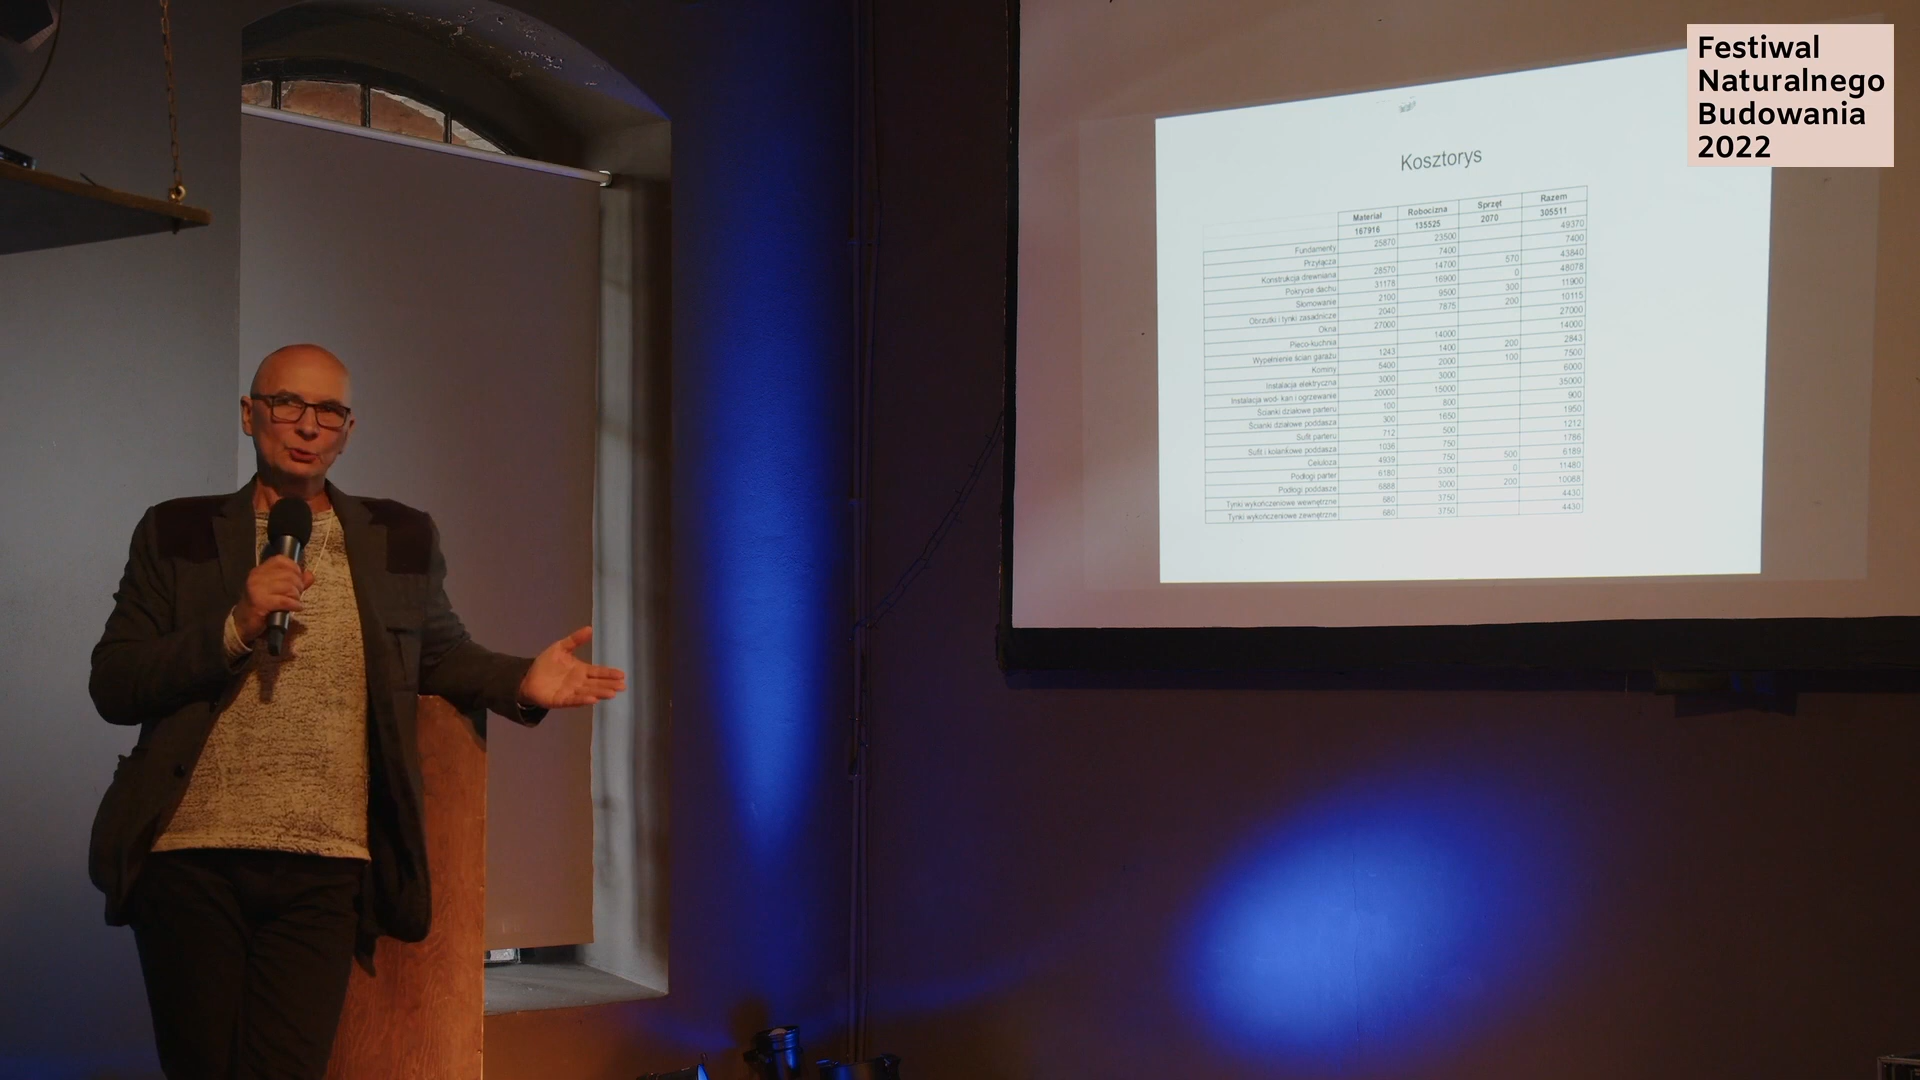 Festiwal
Naturalnego
Budowania
2022
Kosztorys
Materiał Robocizna Sprzęt Razem
167916 135525 2070 305511
Fundamenty 25870 23500 49370
Przyłącza 7400 7400
Konstrukcja drewniana 28570 14700 570 43840
Pokrycie dachu 31178 16900 0 48078
Słomowanie 2100 9500 300 11900
Obrzutki i tynki zasadnicze 2040 7875 200 10115
Okna 27000 27000
Pieco-kuchnia 14000 14000
Wypełnienie ścian garażu 1243 1400 200 2843
Kominy 5400 2000 100 7500
Instalacja elektryczna 3000 3000 6000
Instalacja wod- kan i ogrzewanie 20000 15000 35000
Ścianki działowe parteru 100 800 900
Ścianki działowe poddasza 300 1650 1950
Sufit parteru 712 500 1212
Sufit i kolankowe poddasza 1036 750 1786
Celuloza 4939 750 500 6189
Podłogi parter 6180 5300 0 11480
Podłogi poddasze 6888 3000 200 10088
Tynki wykończeniowe wewnętrzne 680 3750 4430
Tynki wykończeniowe zewnętrzne 680 3750 4430